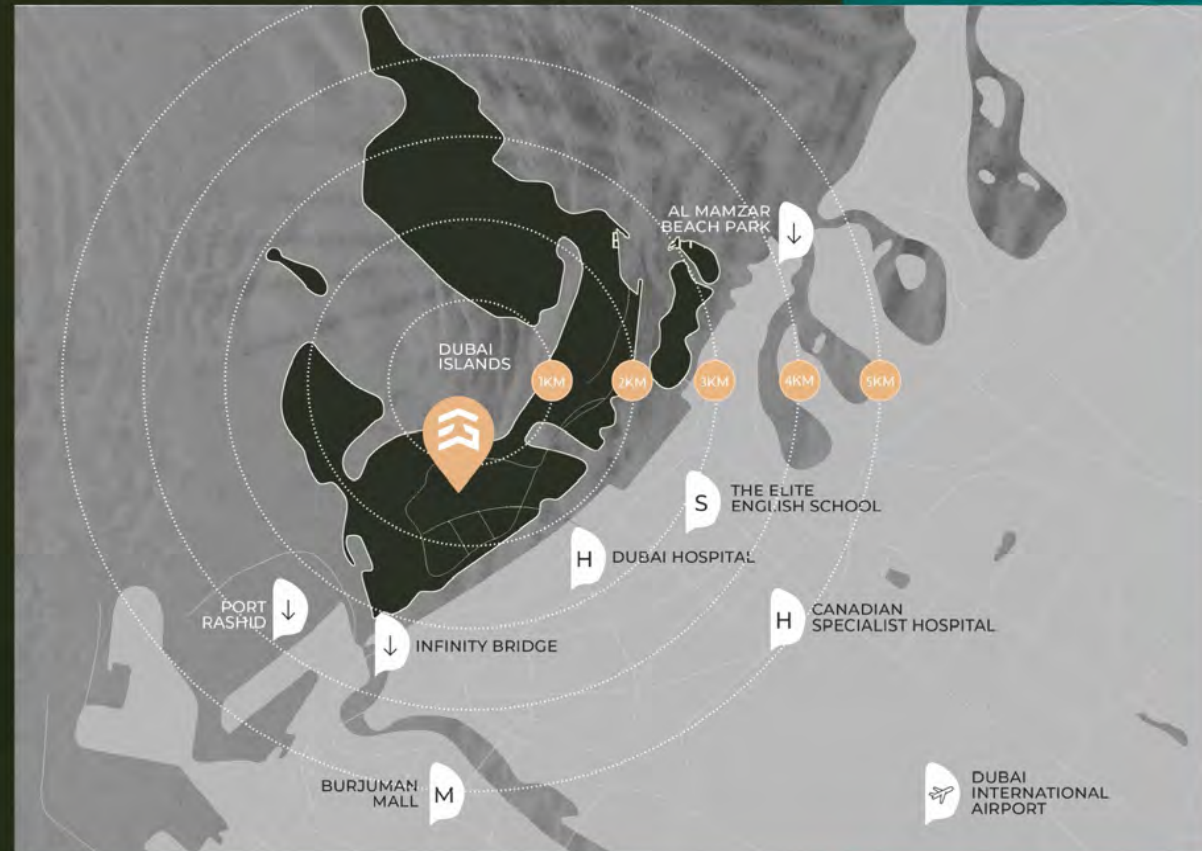 AL MAMZAR
BEACH PARK
DUBAI
ISLANDS
1KM
2KM
3KM
4KM
5KM
S
THE ELITE
ENGLISH SCHOOL
H
DUBAI HOSPITAL
PORT
RASHID
H
CANADIAN
SPECIALIST HOSPITAL
INFINITY BRIDGE
BURJUMAN
MALL
M
DUBAI
INTERNATIONAL
AIRPORT